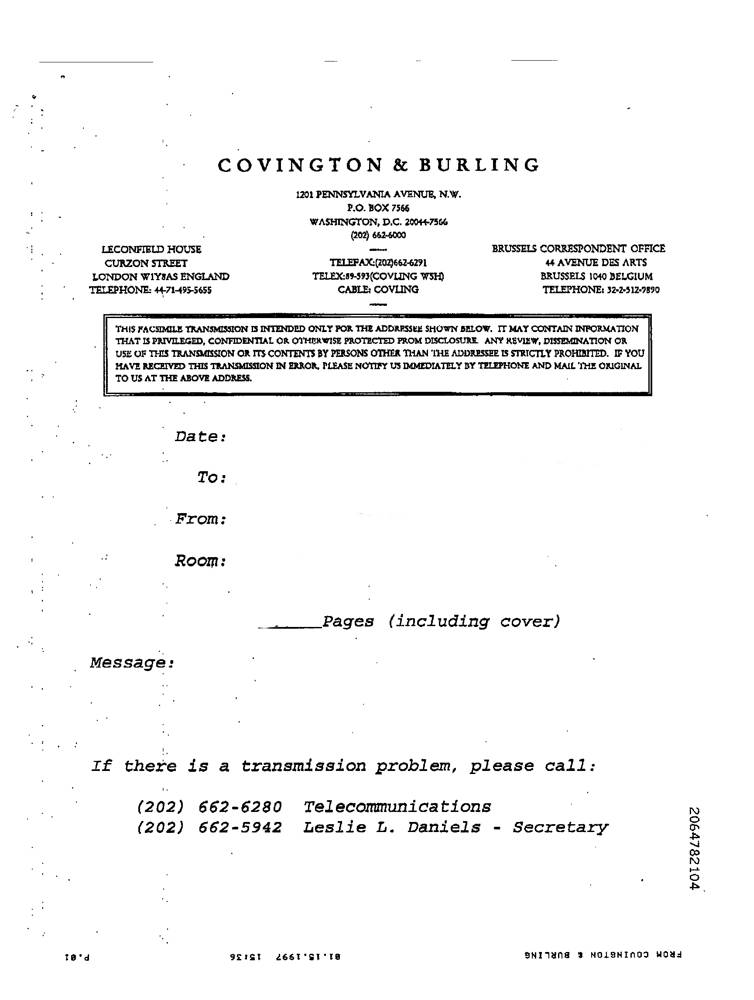 COVINGTON & BURLING
1201 PENNSYLVANIA AVENUE, N.W.
P.O. BOX 7566
WASHINGTON, D.C. 20044-7566
(202) 662-6000
LECONFIELD HOUSE
CURZON STREET
LONDON W1Y8AS ENGLAND
TELEPHONE: 44-71-495-5655
TELEFAX:(202)662-6291
TELEX:89-593(COVLING WSH)
CABLE: COVLING
BRUSSELS CORRESPONDENT OFFICE
44 AVENUE DES ARTS
BRUSSELS 1040 BELGIUM
TELEPHONE: 32-2-512-9890
THIS FACSIMILE TRANSMISSION IS INTENDED ONLY FOR THE ADDRESSEE SHOWN BELOW. IT MAY CONTAIN INFORMATION
THAT IS PRIVILEGED, CONFIDENTIAL OR OTHERWISE PROTECTED FROM DISCLOSURE. ANY REVIEW, DISSEMINATION OR
USE OF THIS TRANSMISSION OR ITS CONTENTS BY PERSONS OTHER THAN THE ADDRESSEE IS STRICTLY PROHIBITED. IF YOU
HAVE RECEIVED THIS TRANSMISSION IN ERROR, PLEASE NOTIFY US IMMEDIATELY BY TELEPHONE AND MAIL THE ORIGINAL
TO US AT THE ABOVE ADDRESS.
Date:
To:
From:
Room:
______Pages (including cover)
Message:
If there is a transmission problem, please call:
(202) 662-6280 Telecommunications
(202) 662-5942 Leslie L. Daniels - Secretary
2064782104
FROM COVINGTON & BURLING 01.15.1997 15:36 P.01